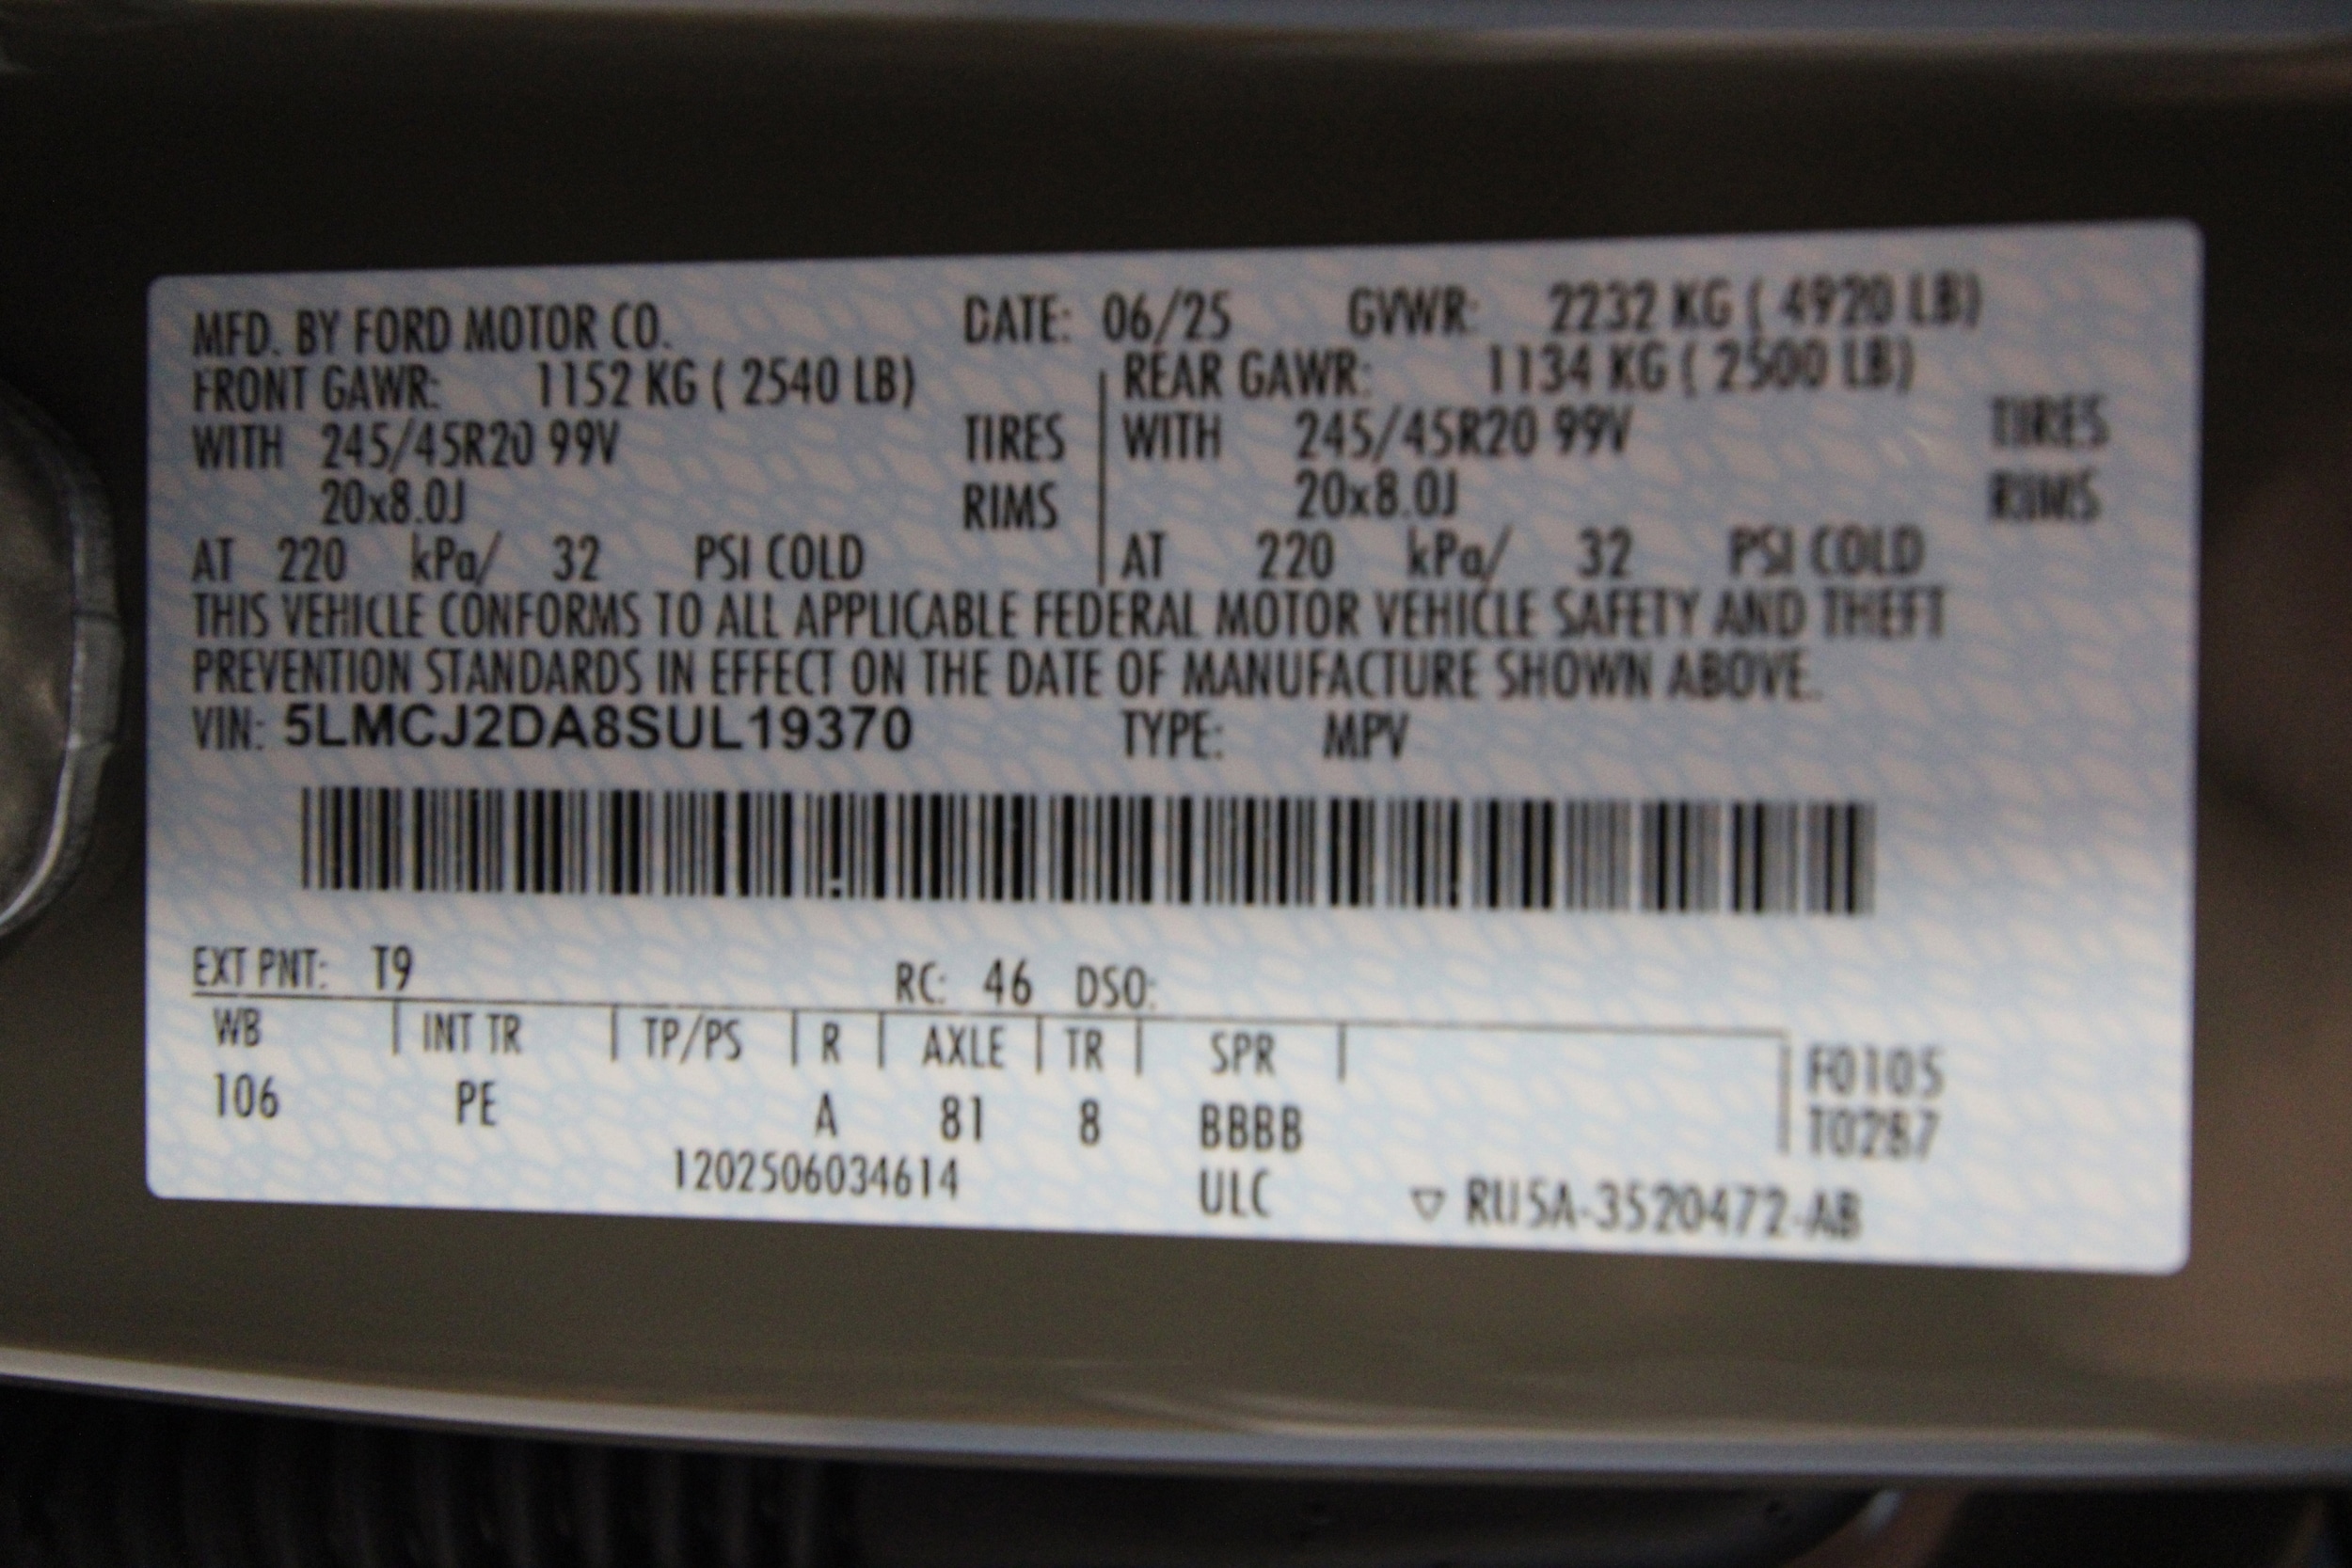 MFD. BY FORD MOTOR CO. DATE: 06/25 GVWR: 2232 KG ( 4920 LB)
FRONT GAWR: 1152 KG ( 2540 LB) REAR GAWR: 1134 KG ( 2500 LB)
WITH 245/45R20 99V TIRES WITH 245/45R20 99V TIRES
20x8.0J RIMS 20x8.0J RIMS
AT 220 kPa/ 32 PSI COLD AT 220 kPa/ 32 PSI COLD
THIS VEHICLE CONFORMS TO ALL APPLICABLE FEDERAL MOTOR VEHICLE SAFETY AND THEFT
PREVENTION STANDARDS IN EFFECT ON THE DATE OF MANUFACTURE SHOWN ABOVE.
VIN: 5LMCJ2DA8SUL19370 TYPE: MPV
EXT PNT: T9 RC: 46 DSO:
WB INT TR TP/PS R AXLE TR SPR F0105
106 PE A 81 8 BBBB T0287
1202506034614 ULC ▽ RU5A-3520472-AB